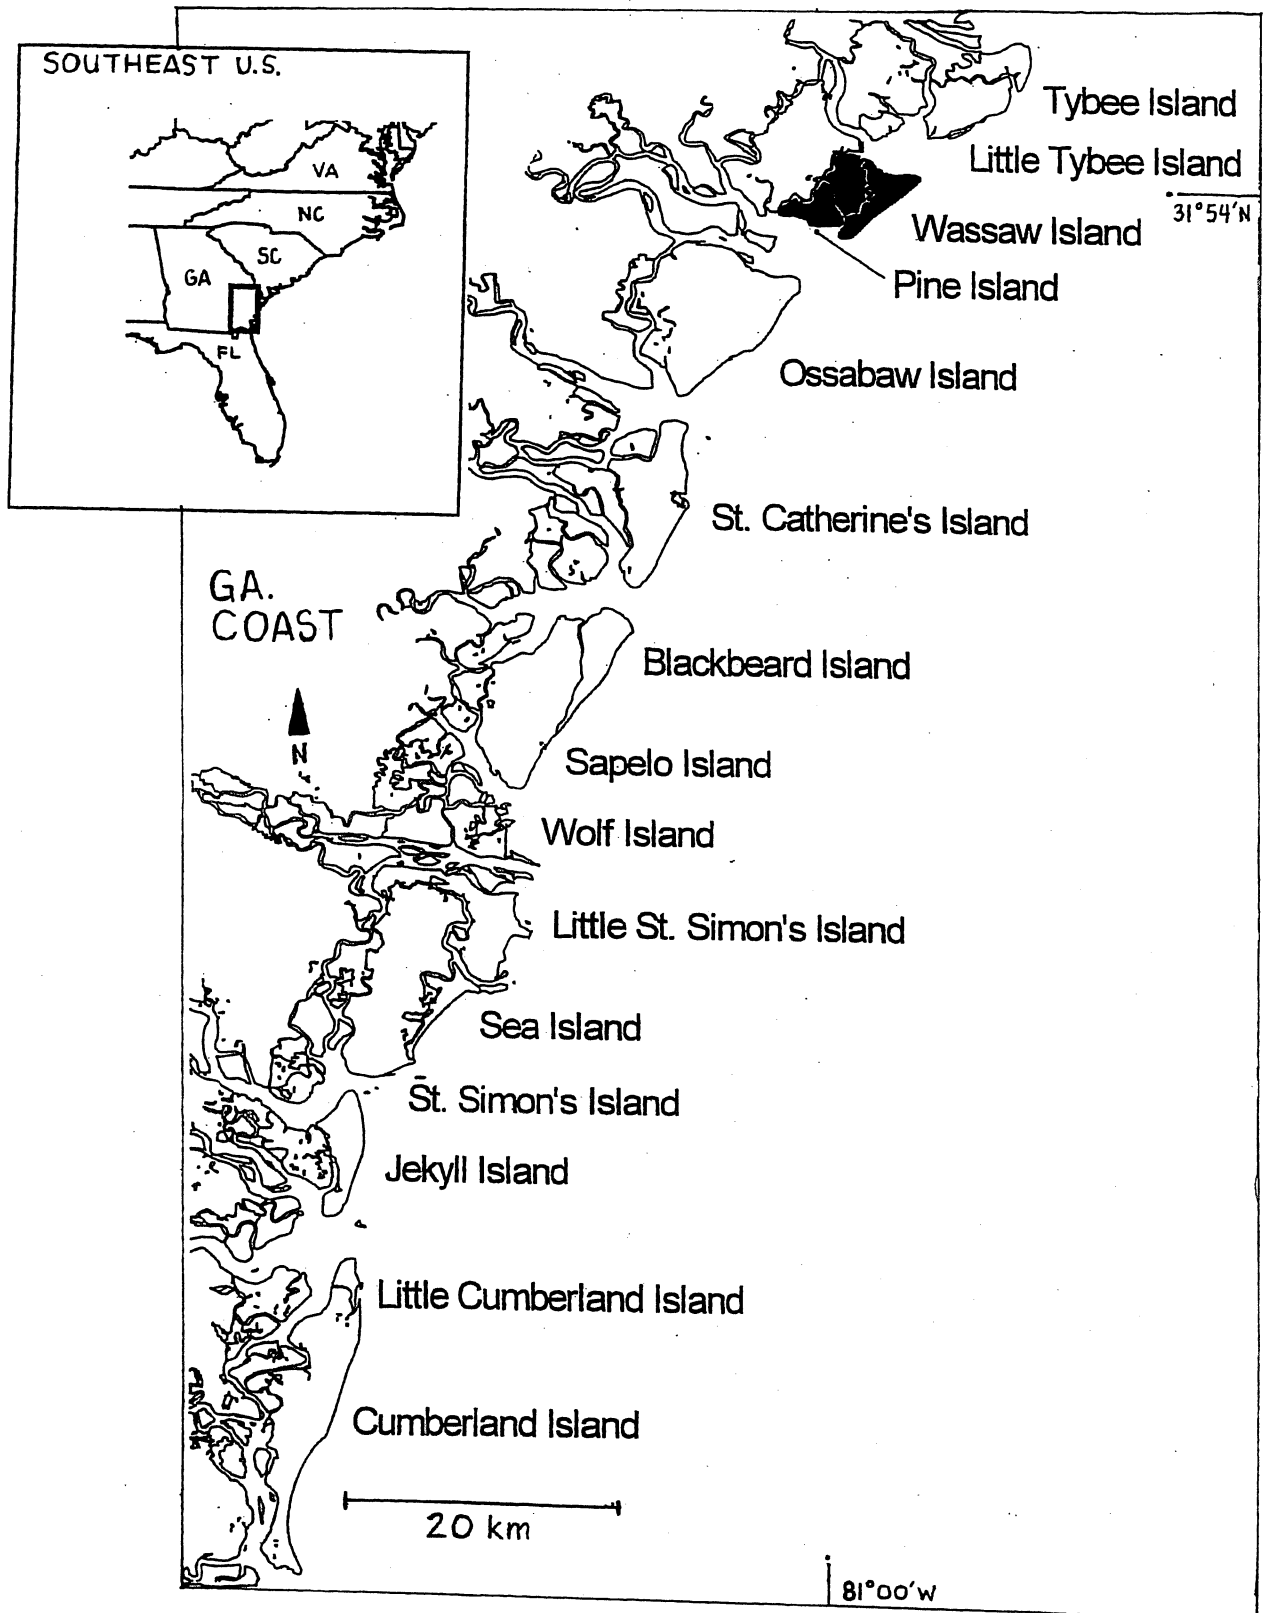 SOUTHEAST U.S.
VA
NC
SC
GA
FL
Tybee Island
Little Tybee Island
31°54'N
Wassaw Island
Pine Island
Ossabaw Island
St. Catherine's Island
GA.
COAST
Blackbeard Island
N
Sapelo Island
Wolf Island
Little St. Simon's Island
Sea Island
St. Simon's Island
Jekyll Island
Little Cumberland Island
Cumberland Island
20 km
81°00'W